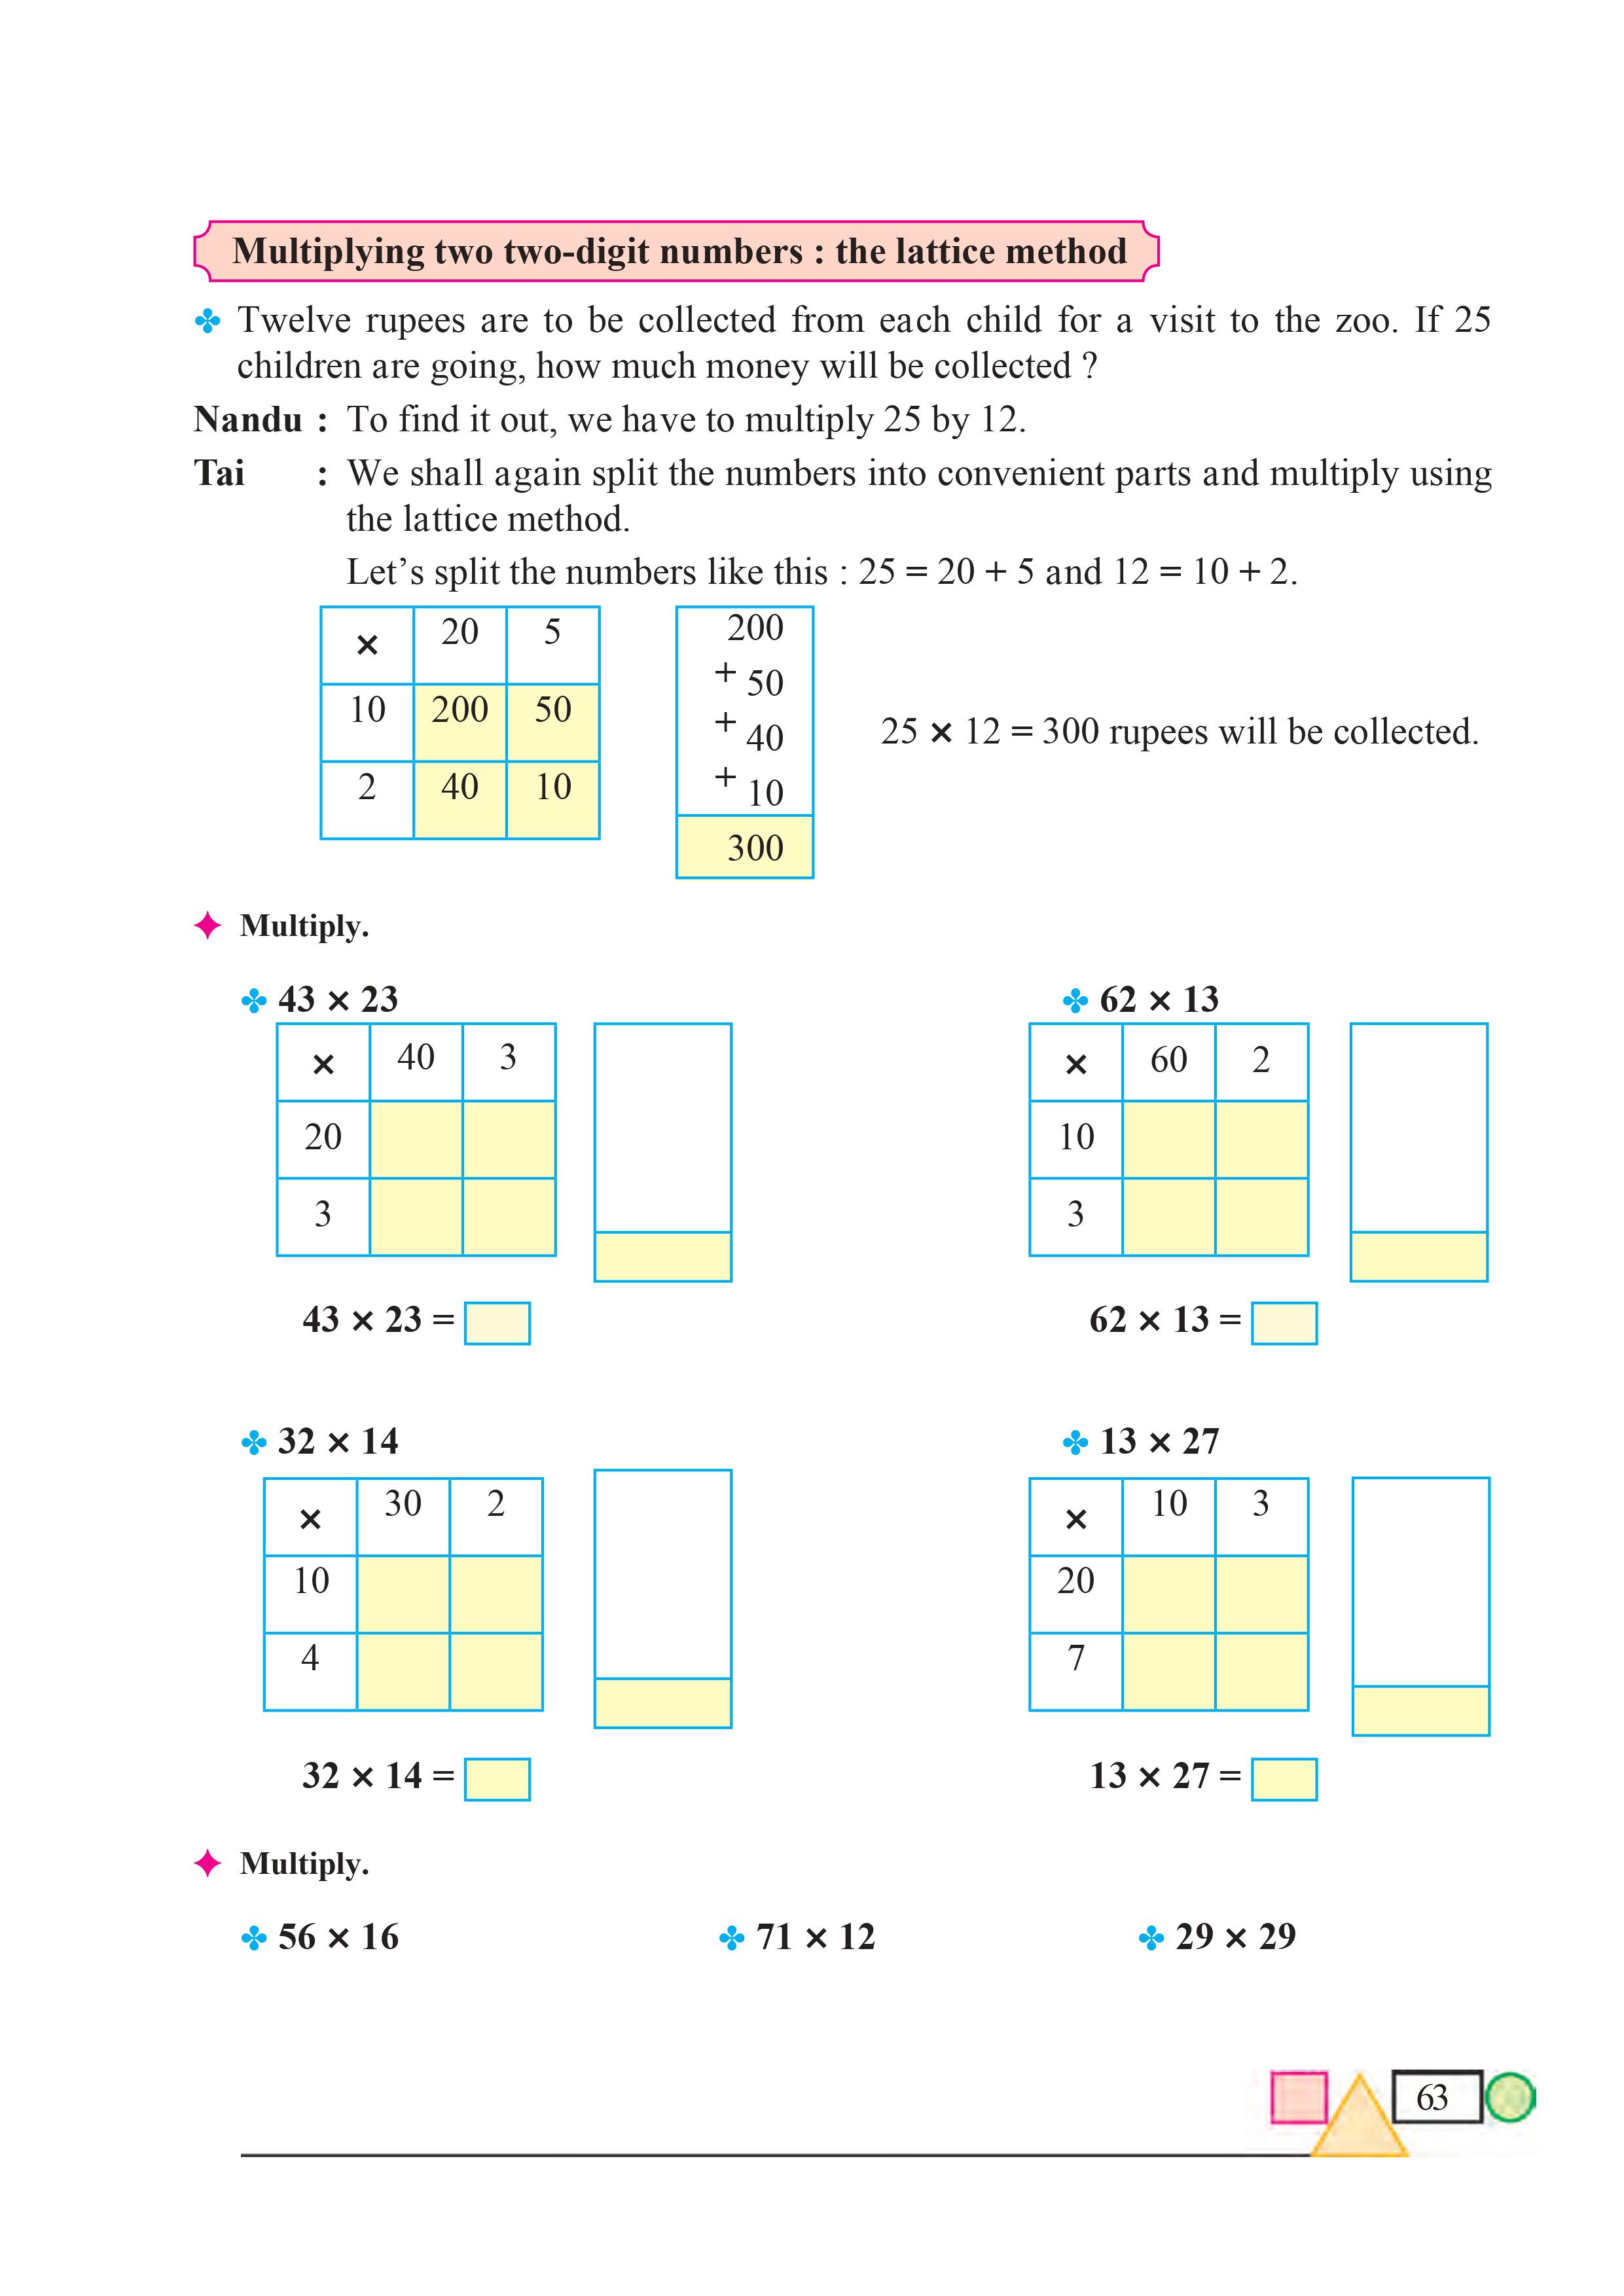 Multiplying two two-digit numbers : the lattice method
Twelve rupees are to be collected from each child for a visit to the zoo. If 25
children are going, how much money will be collected ?
Nandu : To find it out, we have to multiply 25 by 12.
Tai : We shall again split the numbers into convenient parts and multiply using
the lattice method.
Let’s split the numbers like this : 25 = 20 + 5 and 12 = 10 + 2.
× 20 5
10 200 50
2 40 10
200
+ 50
+ 40
+ 10
300
25 × 12 = 300 rupees will be collected.
Multiply.
43 × 23
× 40 3
20
3
43 × 23 =
62 × 13
× 60 2
10
3
62 × 13 =
32 × 14
× 30 2
10
4
32 × 14 =
13 × 27
× 10 3
20
7
13 × 27 =
Multiply.
56 × 16
71 × 12
29 × 29
63